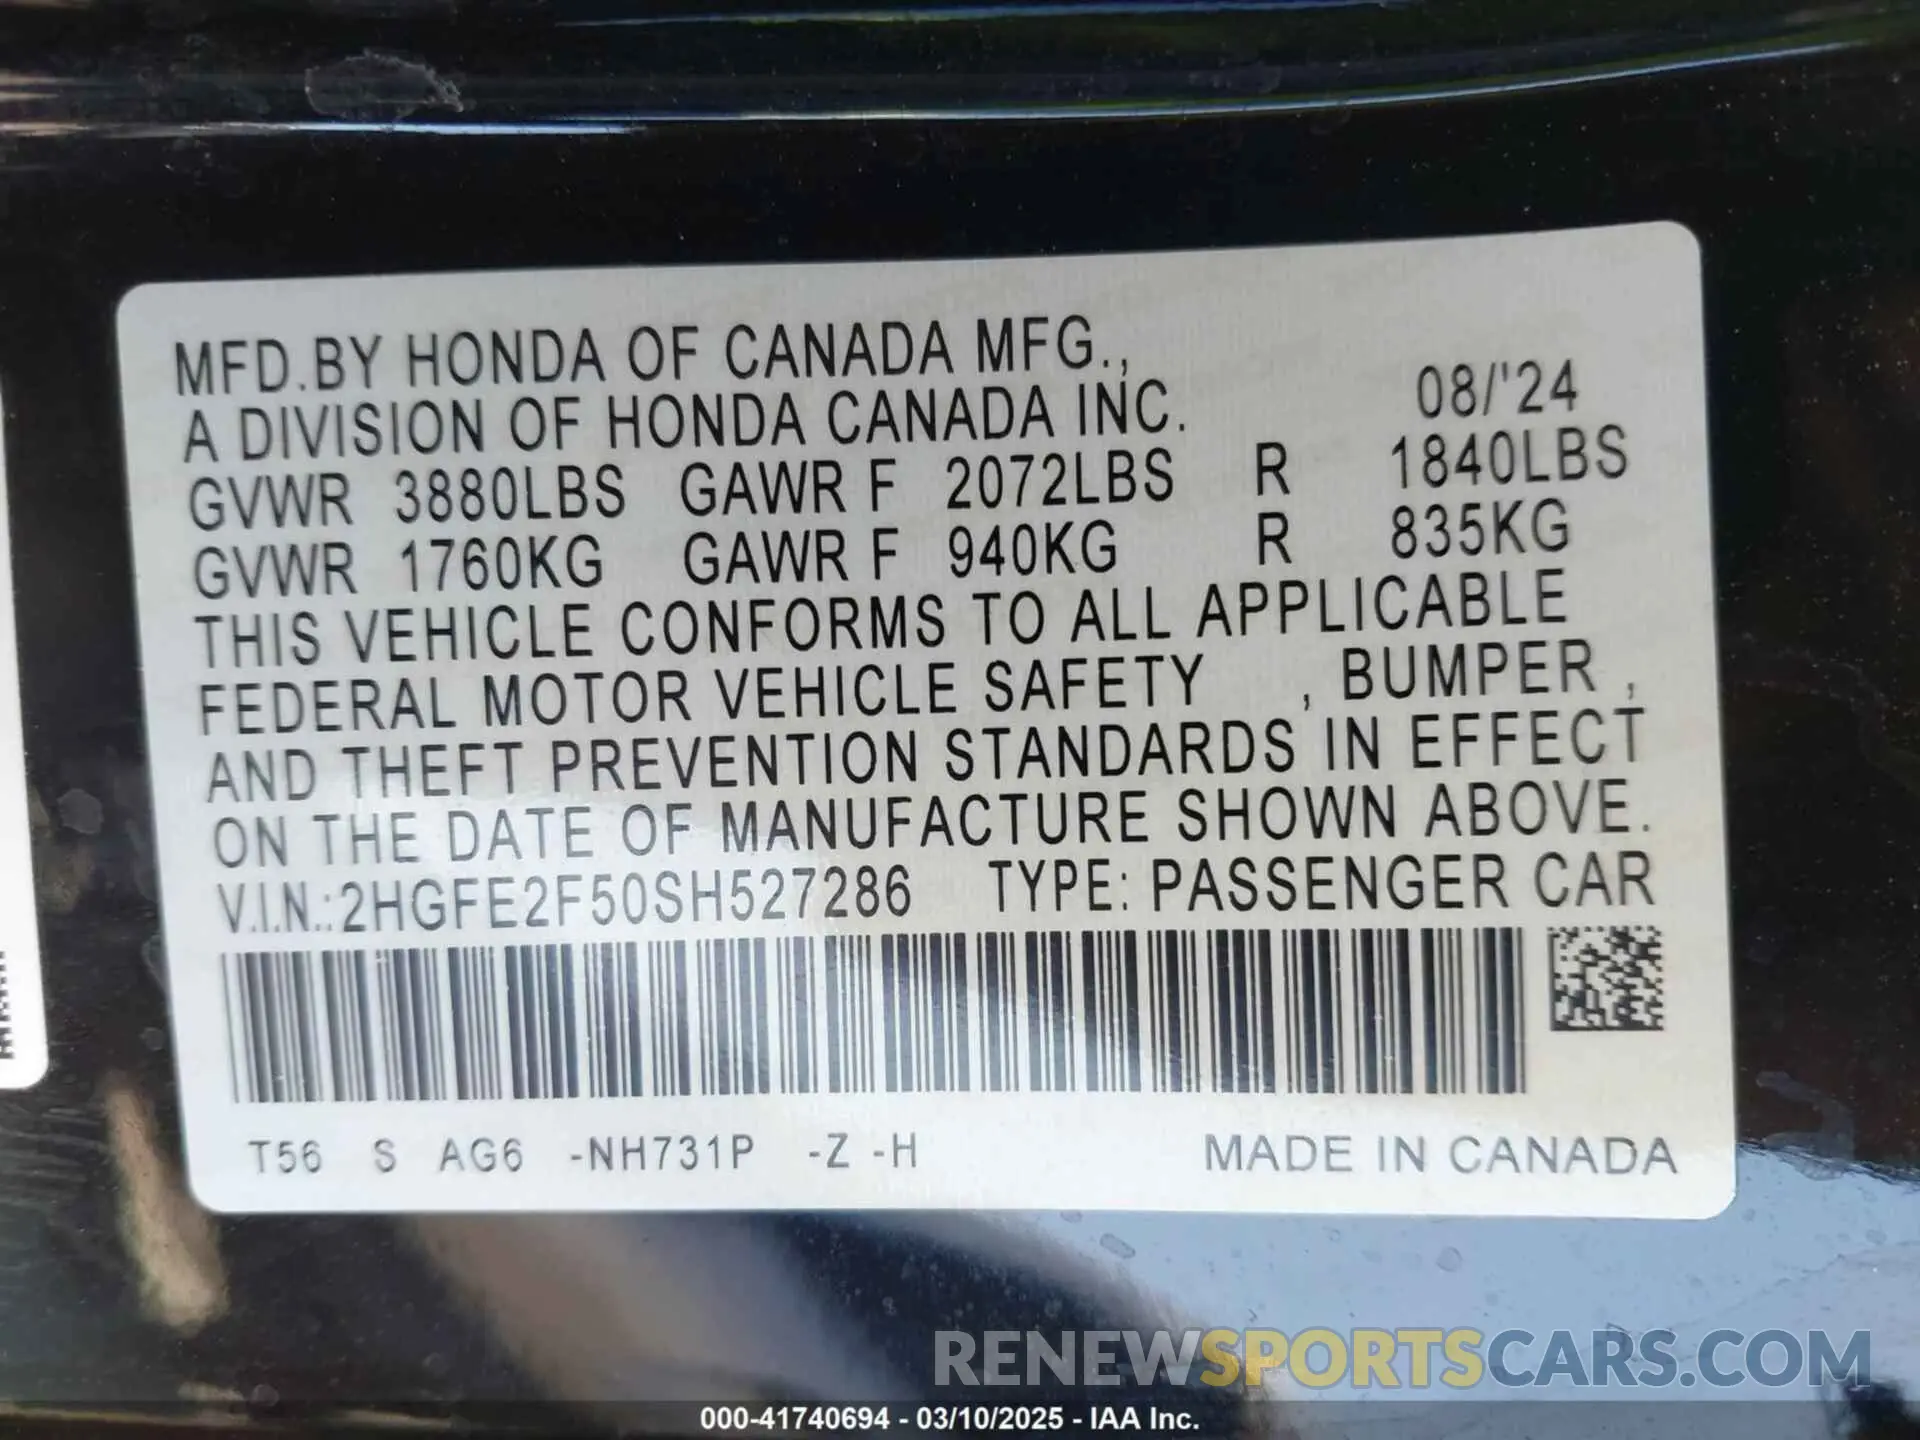 MFD.BY HONDA OF CANADA MFG.,
A DIVISION OF HONDA CANADA INC. 08/'24
GVWR 3880LBS GAWR F 2072LBS R 1840LBS
GVWR 1760KG GAWR F 940KG R 835KG
THIS VEHICLE CONFORMS TO ALL APPLICABLE
FEDERAL MOTOR VEHICLE SAFETY , BUMPER ,
AND THEFT PREVENTION STANDARDS IN EFFECT
ON THE DATE OF MANUFACTURE SHOWN ABOVE.
V.I.N.:2HGFE2F50SH527286 TYPE: PASSENGER CAR
T56 S AG6 -NH731P -Z -H MADE IN CANADA
RENEWSPORTSCARS.COM
000-41740694 - 03/10/2025 - IAA Inc.